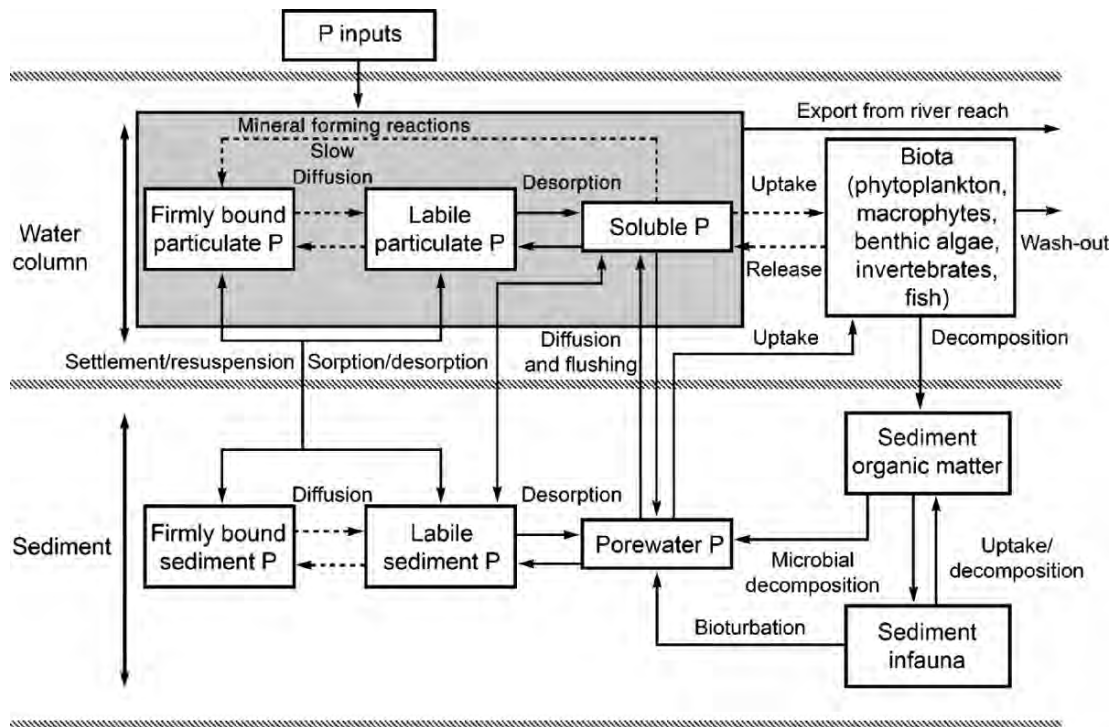 P inputs
Export from river reach
Mineral forming reactions
Slow
Diffusion
Desorption
Uptake
Biota
(phytoplankton,
macrophytes,
benthic algae,
invertebrates,
fish)
Firmly bound
particulate P
Labile
particulate P
Soluble P
Water
column
Release
Wash-out
Settlement/resuspension
Sorption/desorption
Diffusion
and flushing
Uptake
Decomposition
Sediment
organic matter
Diffusion
Desorption
Firmly bound
sediment P
Labile
sediment P
Porewater P
Sediment
Microbial
decomposition
Uptake/
decomposition
Bioturbation
Sediment
infauna